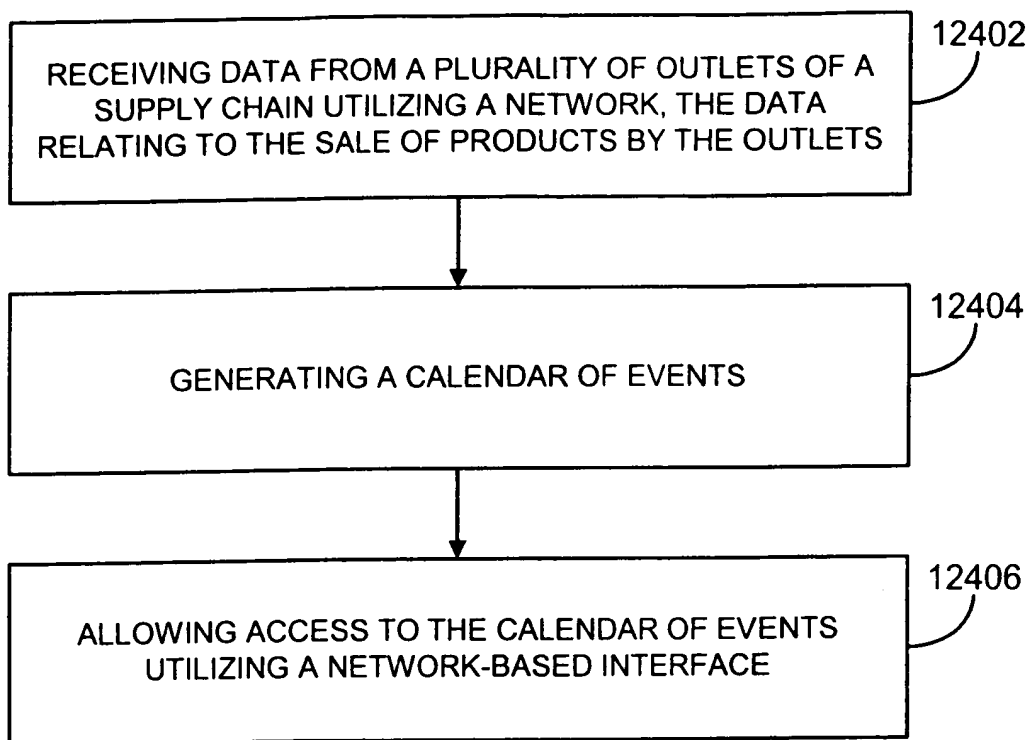 12402
RECEIVING DATA FROM A PLURALITY OF OUTLETS OF A
SUPPLY CHAIN UTILIZING A NETWORK, THE DATA
RELATING TO THE SALE OF PRODUCTS BY THE OUTLETS
12404
GENERATING A CALENDAR OF EVENTS
12406
ALLOWING ACCESS TO THE CALENDAR OF EVENTS
UTILIZING A NETWORK-BASED INTERFACE